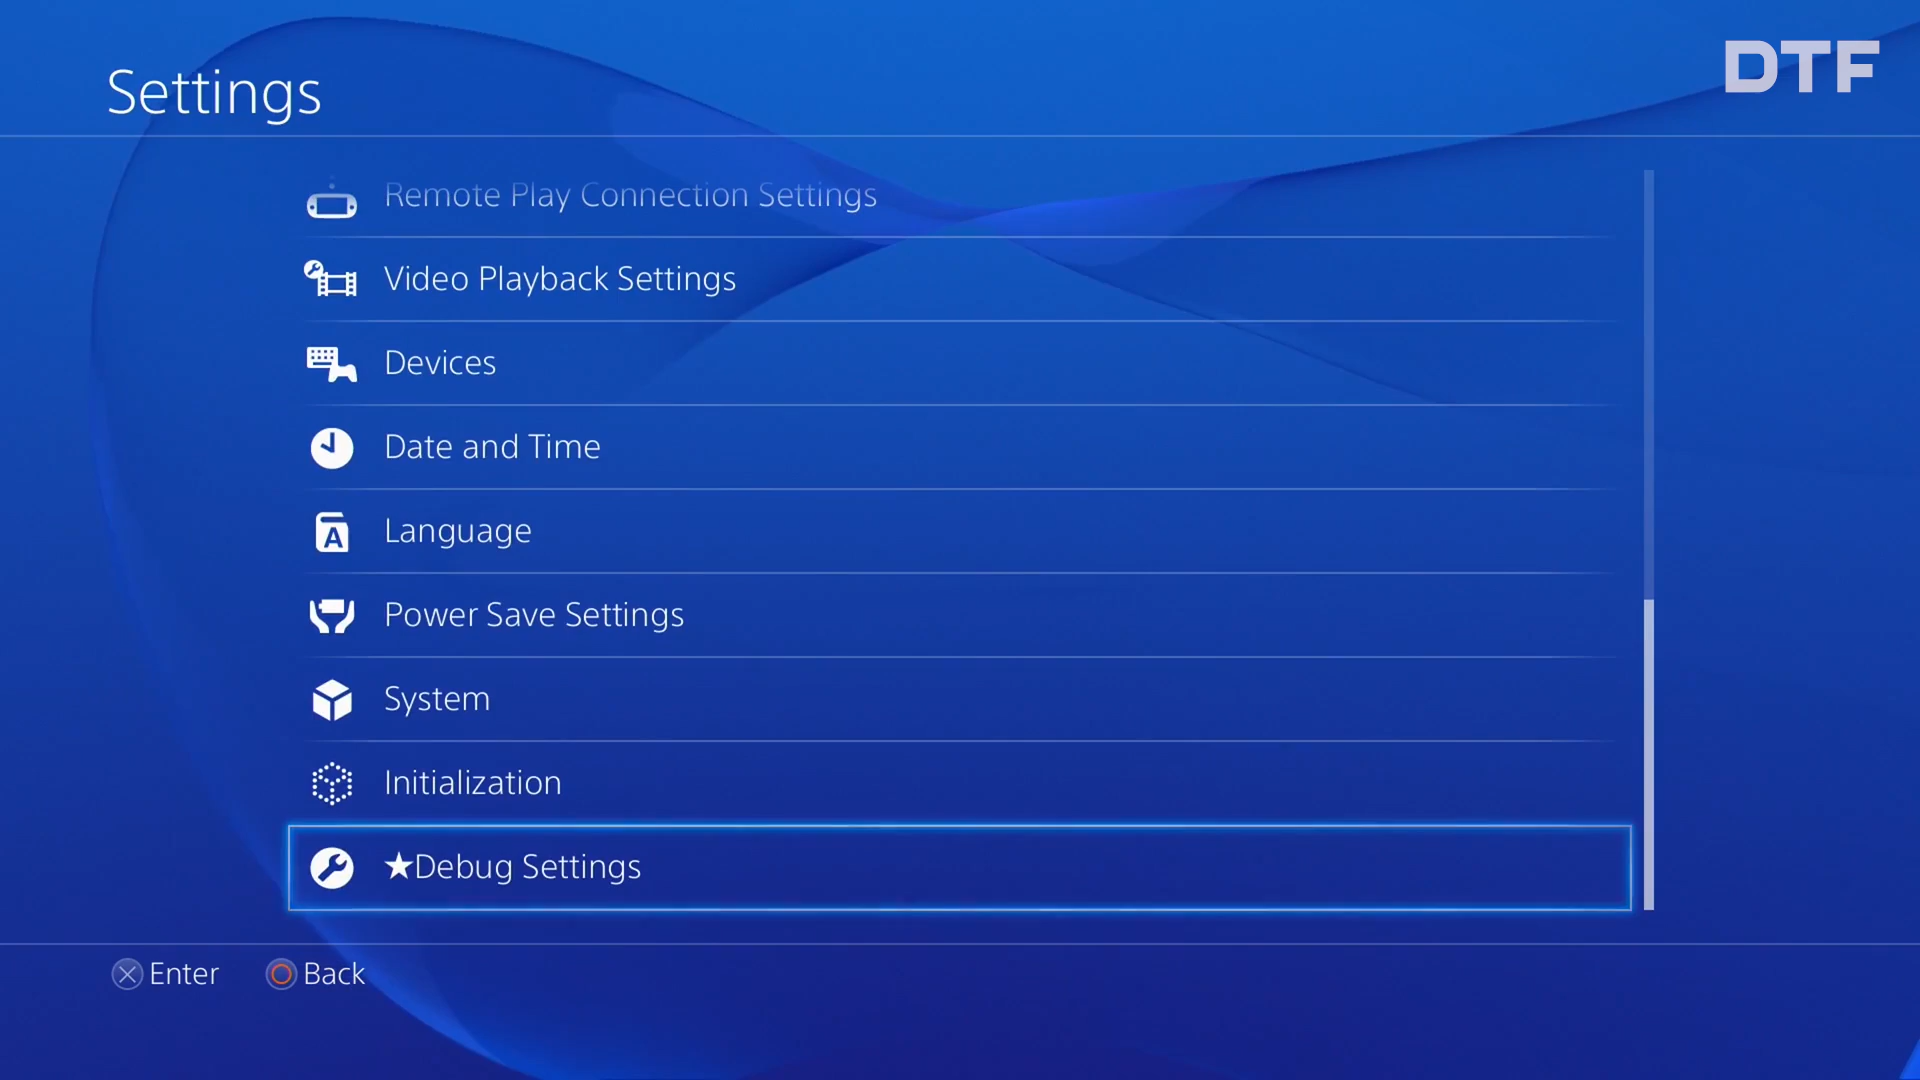 Settings
DTF
Remote Play Connection Settings
Video Playback Settings
Devices
Date and Time
Language
Power Save Settings
System
Initialization
★Debug Settings
Enter
Back